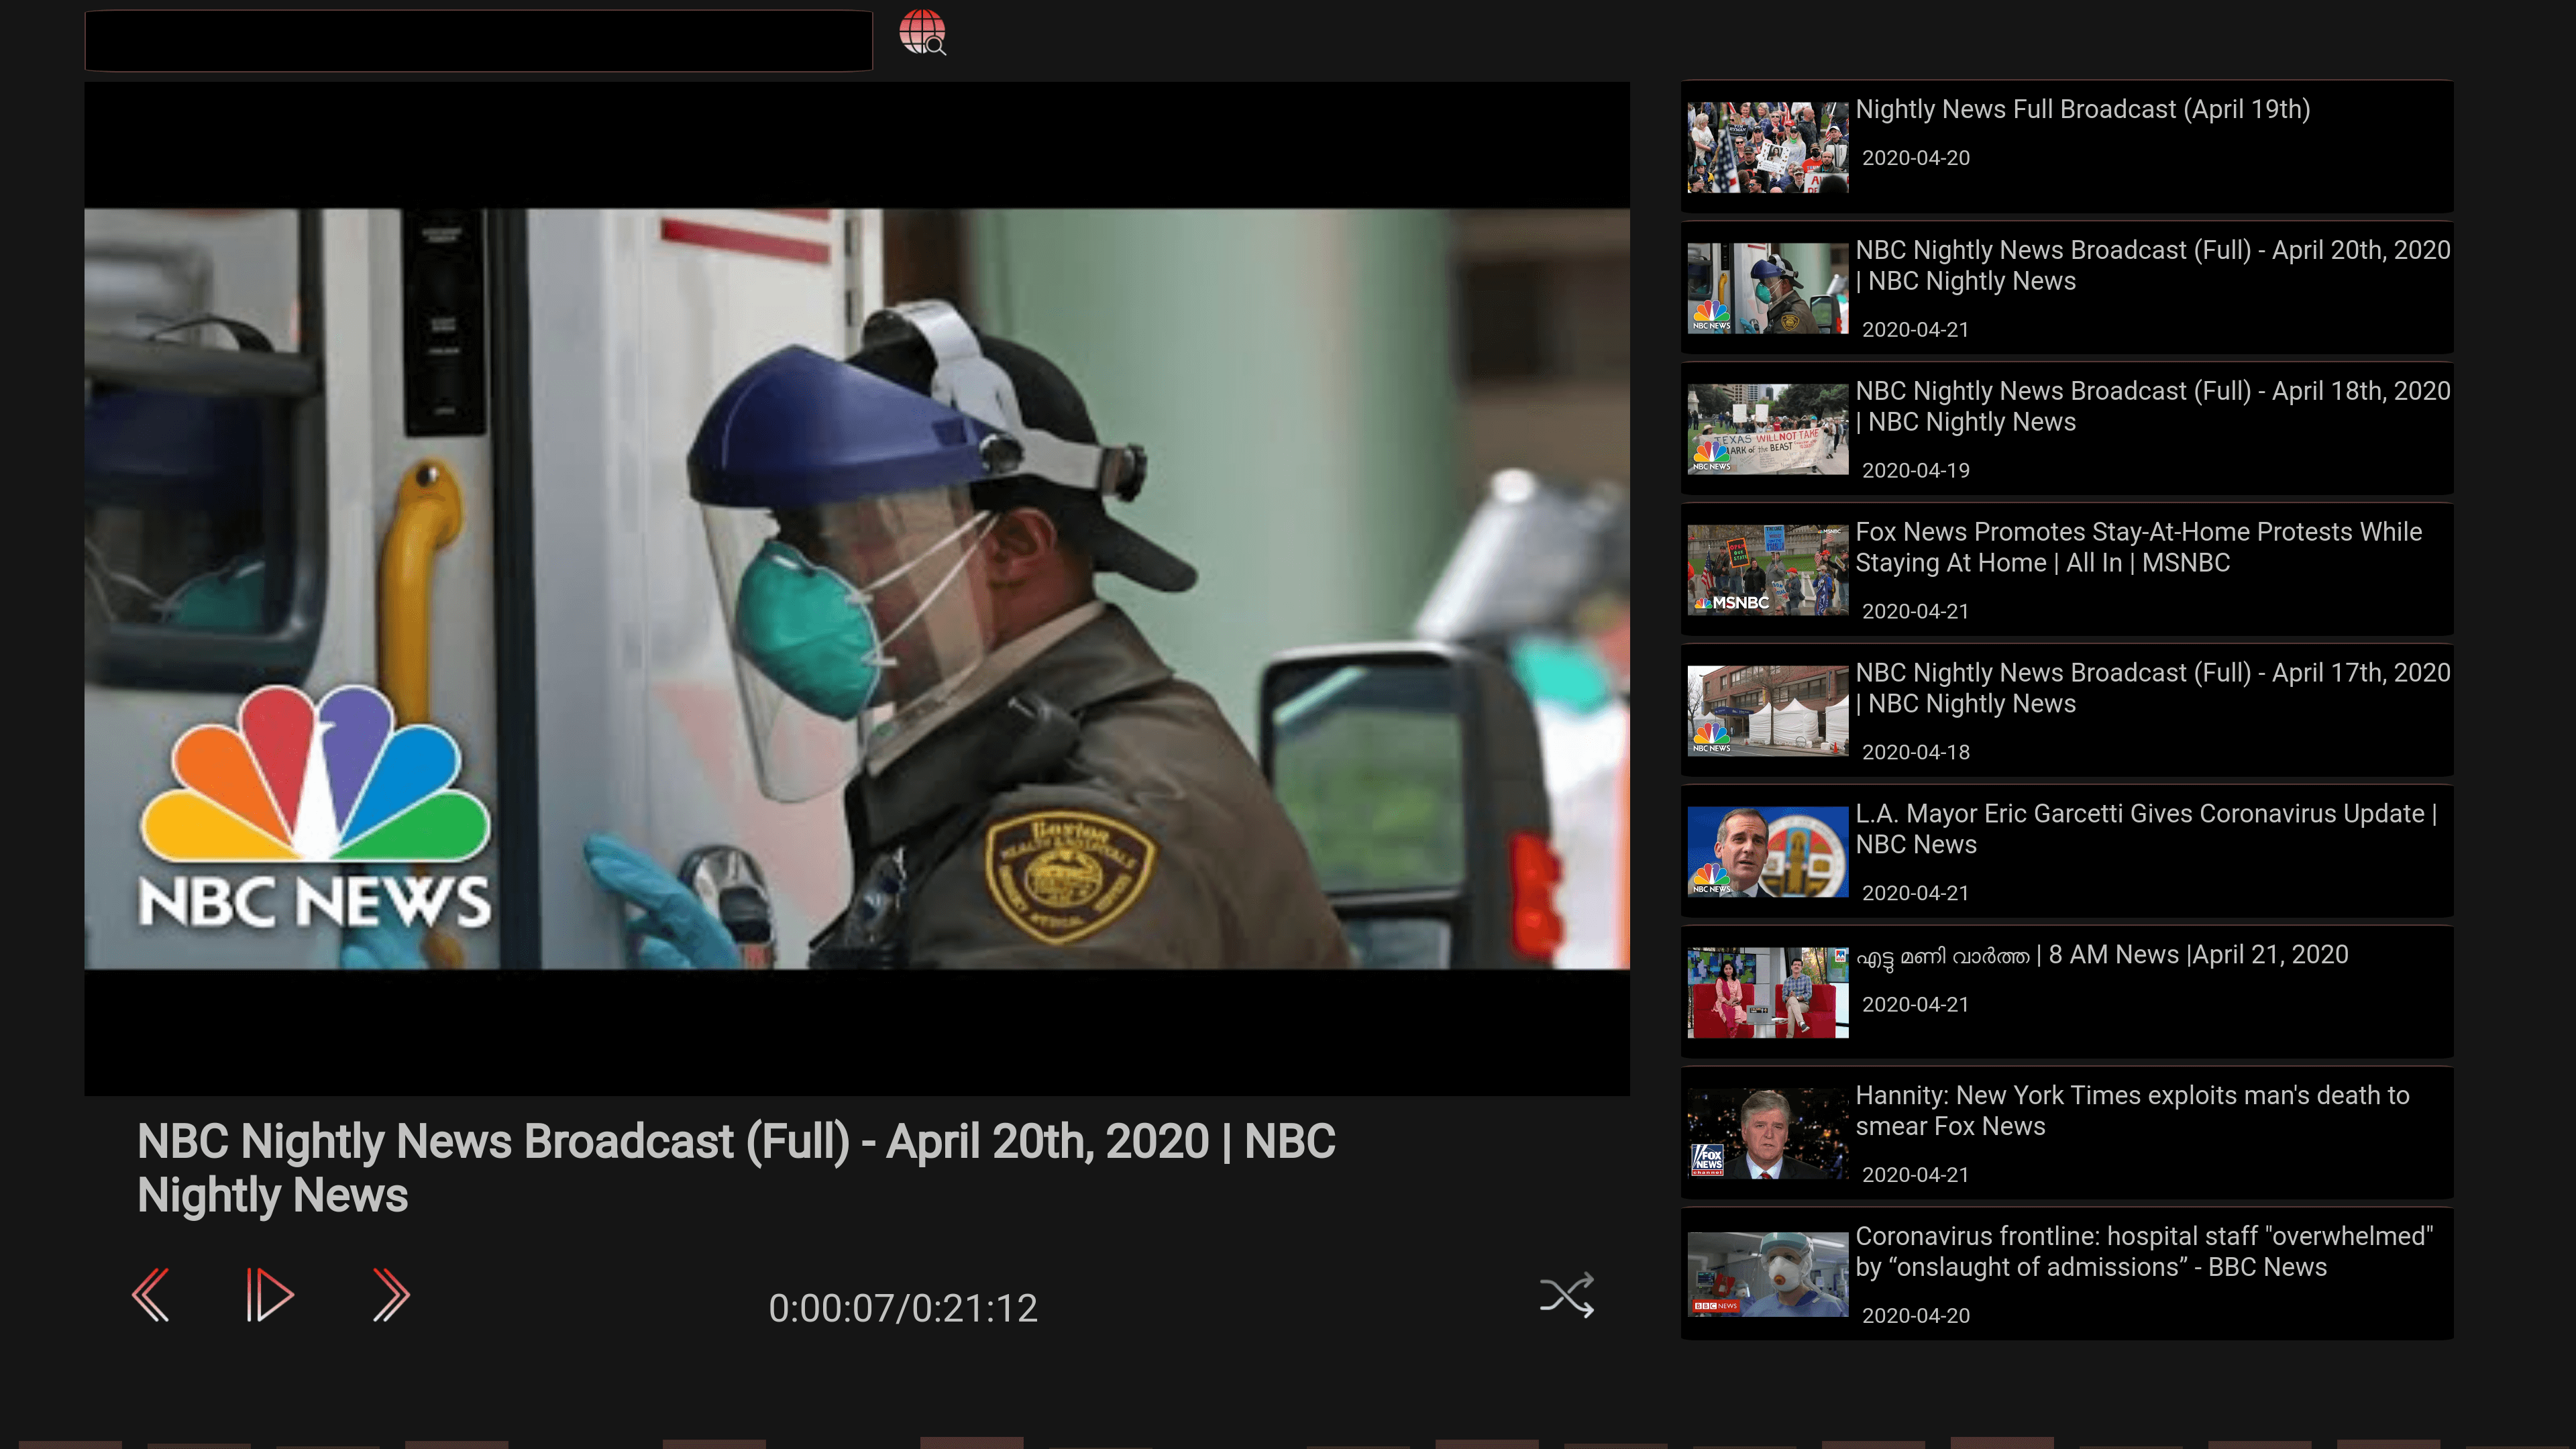 NBC NEWS
Boston
NBC Nightly News Broadcast (Full) - April 20th, 2020 | NBC
Nightly News
0:00:07/0:21:12
Nightly News Full Broadcast (April 19th)
2020-04-20
NBC Nightly News Broadcast (Full) - April 20th, 2020
| NBC Nightly News
NBC NEWS
2020-04-21
NBC Nightly News Broadcast (Full) - April 18th, 2020
| NBC Nightly News
TEXAS WILL NOT TAKE
MARK of the BEAST
NBC NEWS
2020-04-19
Fox News Promotes Stay-At-Home Protests While
Staying At Home | All In | MSNBC
MSNBC
MSNBC
2020-04-21
NBC Nightly News Broadcast (Full) - April 17th, 2020
| NBC Nightly News
NBC NEWS
2020-04-18
L.A. Mayor Eric Garcetti Gives Coronavirus Update |
NBC News
NBC NEWS
2020-04-21
എട്ടു മണി വാർത്ത | 8 AM News |April 21, 2020
2020-04-21
Hannity: New York Times exploits man's death to
smear Fox News
FOX
NEWS
channel
2020-04-21
Coronavirus frontline: hospital staff "overwhelmed"
by “onslaught of admissions” - BBC News
BBC NEWS
2020-04-20